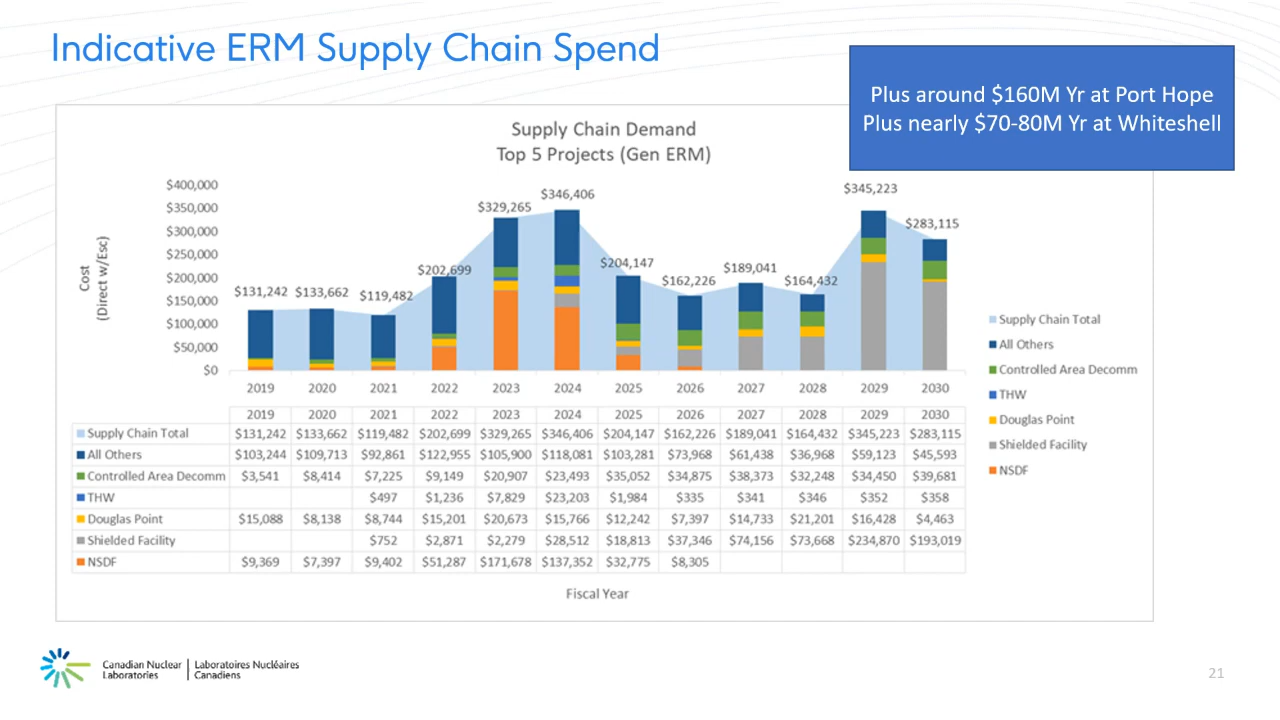 Indicative ERM Supply Chain Spend
Plus around $160M Yr at Port Hope
Plus nearly $70-80M Yr at Whiteshell
Supply Chain Demand
Top 5 Projects (Gen ERM)
Cost
(Direct w/Esc)
$400,000
$350,000
$300,000
$250,000
$200,000
$150,000
$100,000
$50,000
$0
$131,242 $133,662 $119,482 $202,699 $329,265 $346,406 $204,147 $162,226 $189,041 $164,432 $345,223 $283,115
2019 2020 2021 2022 2023 2024 2025 2026 2027 2028 2029 2030
Supply Chain Total
All Others
Controlled Area Decomm
THW
Douglas Point
Shielded Facility
NSDF
2019 2020 2021 2022 2023 2024 2025 2026 2027 2028 2029 2030
Supply Chain Total $131,242 $133,662 $119,482 $202,699 $329,265 $346,406 $204,147 $162,226 $189,041 $164,432 $345,223 $283,115
All Others $103,244 $109,713 $92,861 $122,955 $105,900 $118,081 $103,281 $73,968 $61,438 $36,968 $59,123 $45,593
Controlled Area Decomm $3,541 $8,414 $7,225 $9,149 $20,907 $23,493 $35,052 $34,875 $38,373 $32,248 $34,450 $39,681
THW $497 $1,236 $7,829 $23,203 $1,984 $335 $341 $346 $352 $358
Douglas Point $15,088 $8,138 $8,744 $15,201 $20,673 $15,766 $12,242 $7,397 $14,733 $21,201 $16,428 $4,463
Shielded Facility $752 $2,871 $2,279 $28,512 $18,813 $37,346 $74,156 $73,668 $234,870 $193,019
NSDF $9,369 $7,397 $9,402 $51,287 $171,678 $137,352 $32,775 $8,305
Fiscal Year
Canadian Nuclear
Laboratories
Laboratoires Nucléaires
Canadiens
21